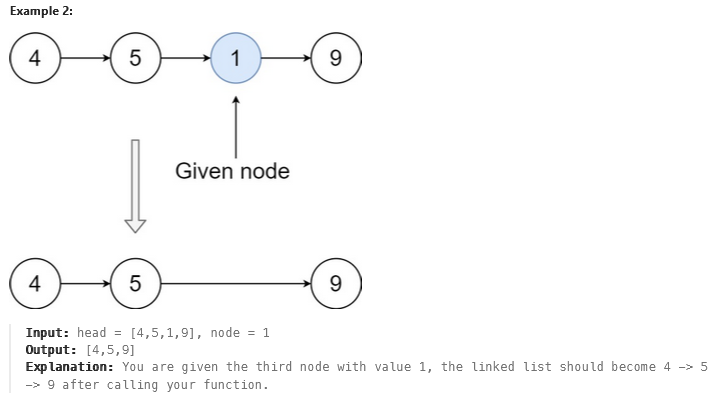 Example 2:
4 5 1 9
Given node
4 5 9
Input: head = [4,5,1,9], node = 1
Output: [4,5,9]
Explanation: You are given the third node with value 1, the linked list should become 4 -> 5
-> 9 after calling your function.